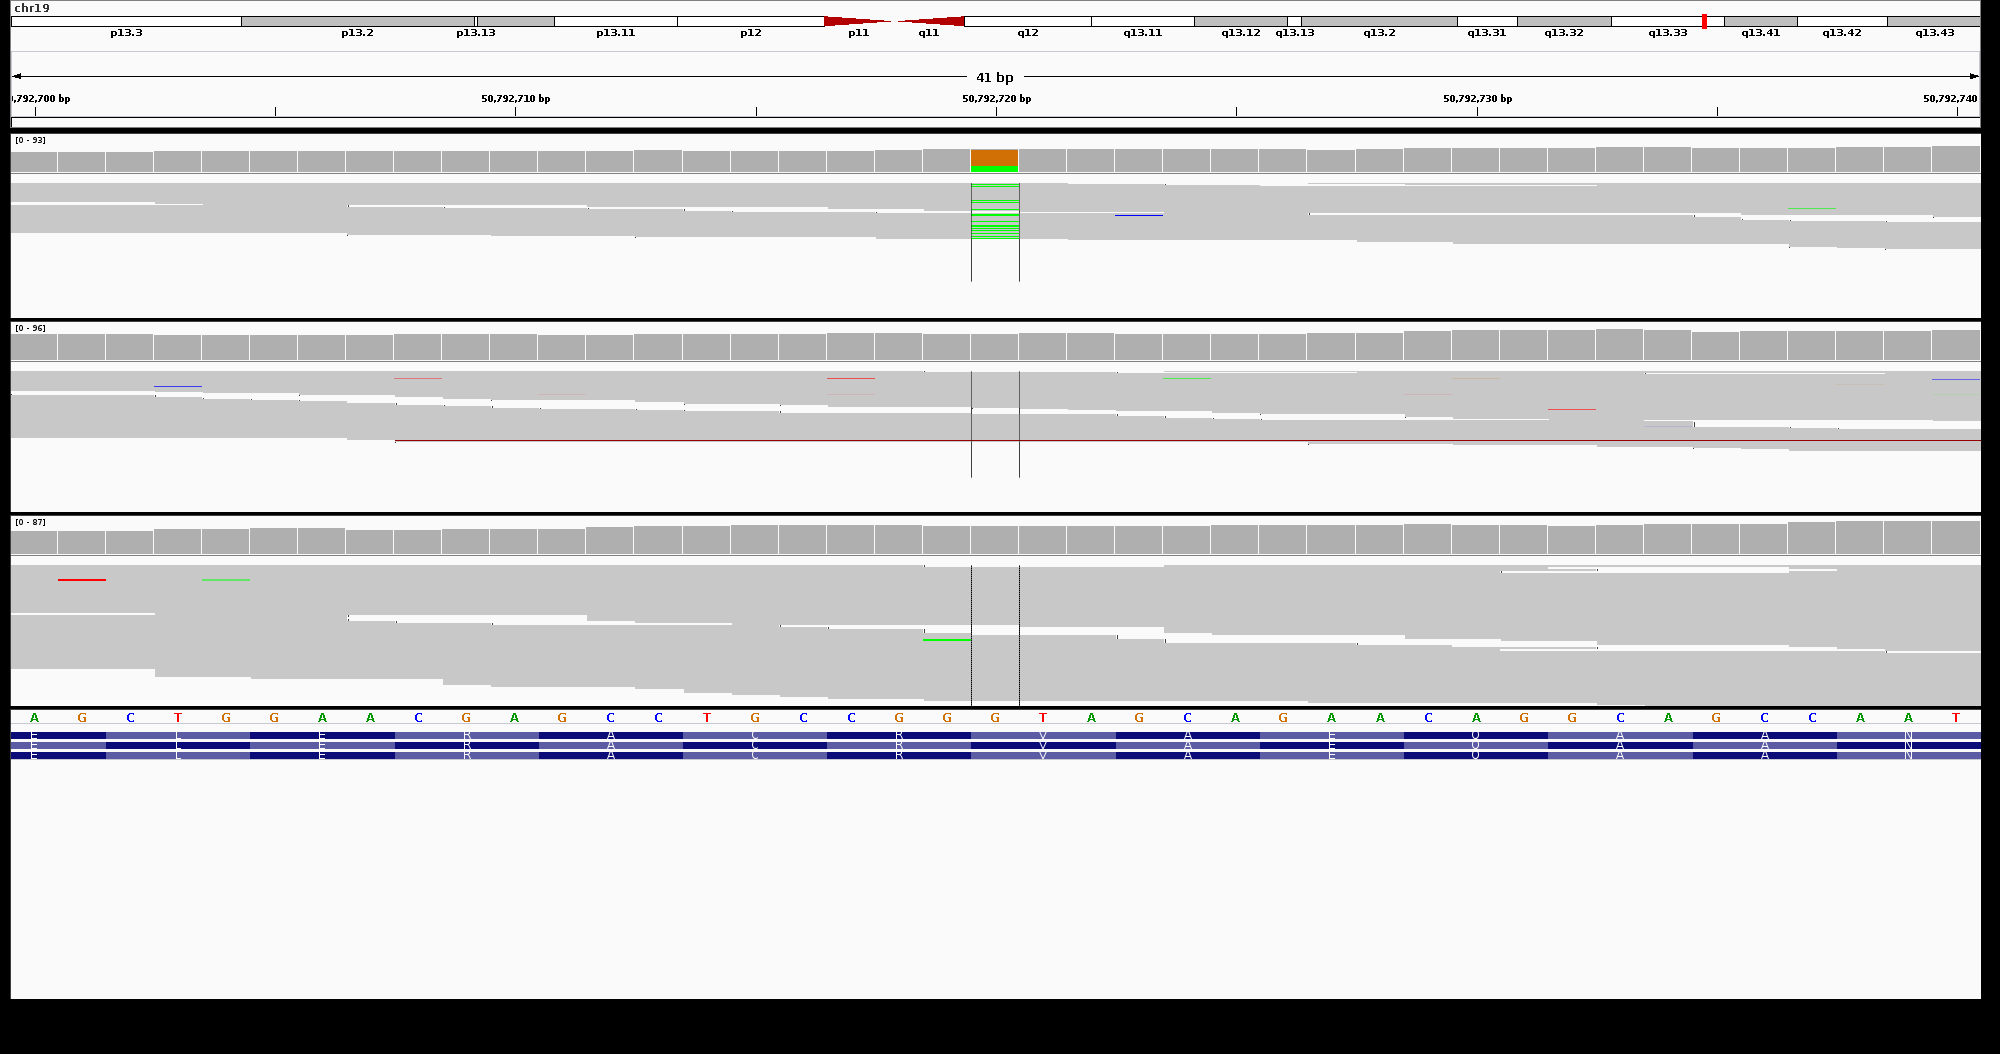 chr19
p13.3 p13.2 p13.13 p13.11 p12 p11 q11 q12 q13.11 q13.12 q13.13 q13.2 q13.31 q13.32 q13.33 q13.41 q13.42 q13.43
41 bp
,792,700 bp 50,792,710 bp 50,792,720 bp 50,792,730 bp 50,792,740
[0 - 93]
[0 - 96]
[0 - 87]
A G C T G G A A C G A G C C T G C C G G G T A G C A G A A C A G G C A G C C A A T
E L E R A C R V A E Q A A N
E L E R A C R V A E Q A A N
E L E R A C R V A E Q A A N